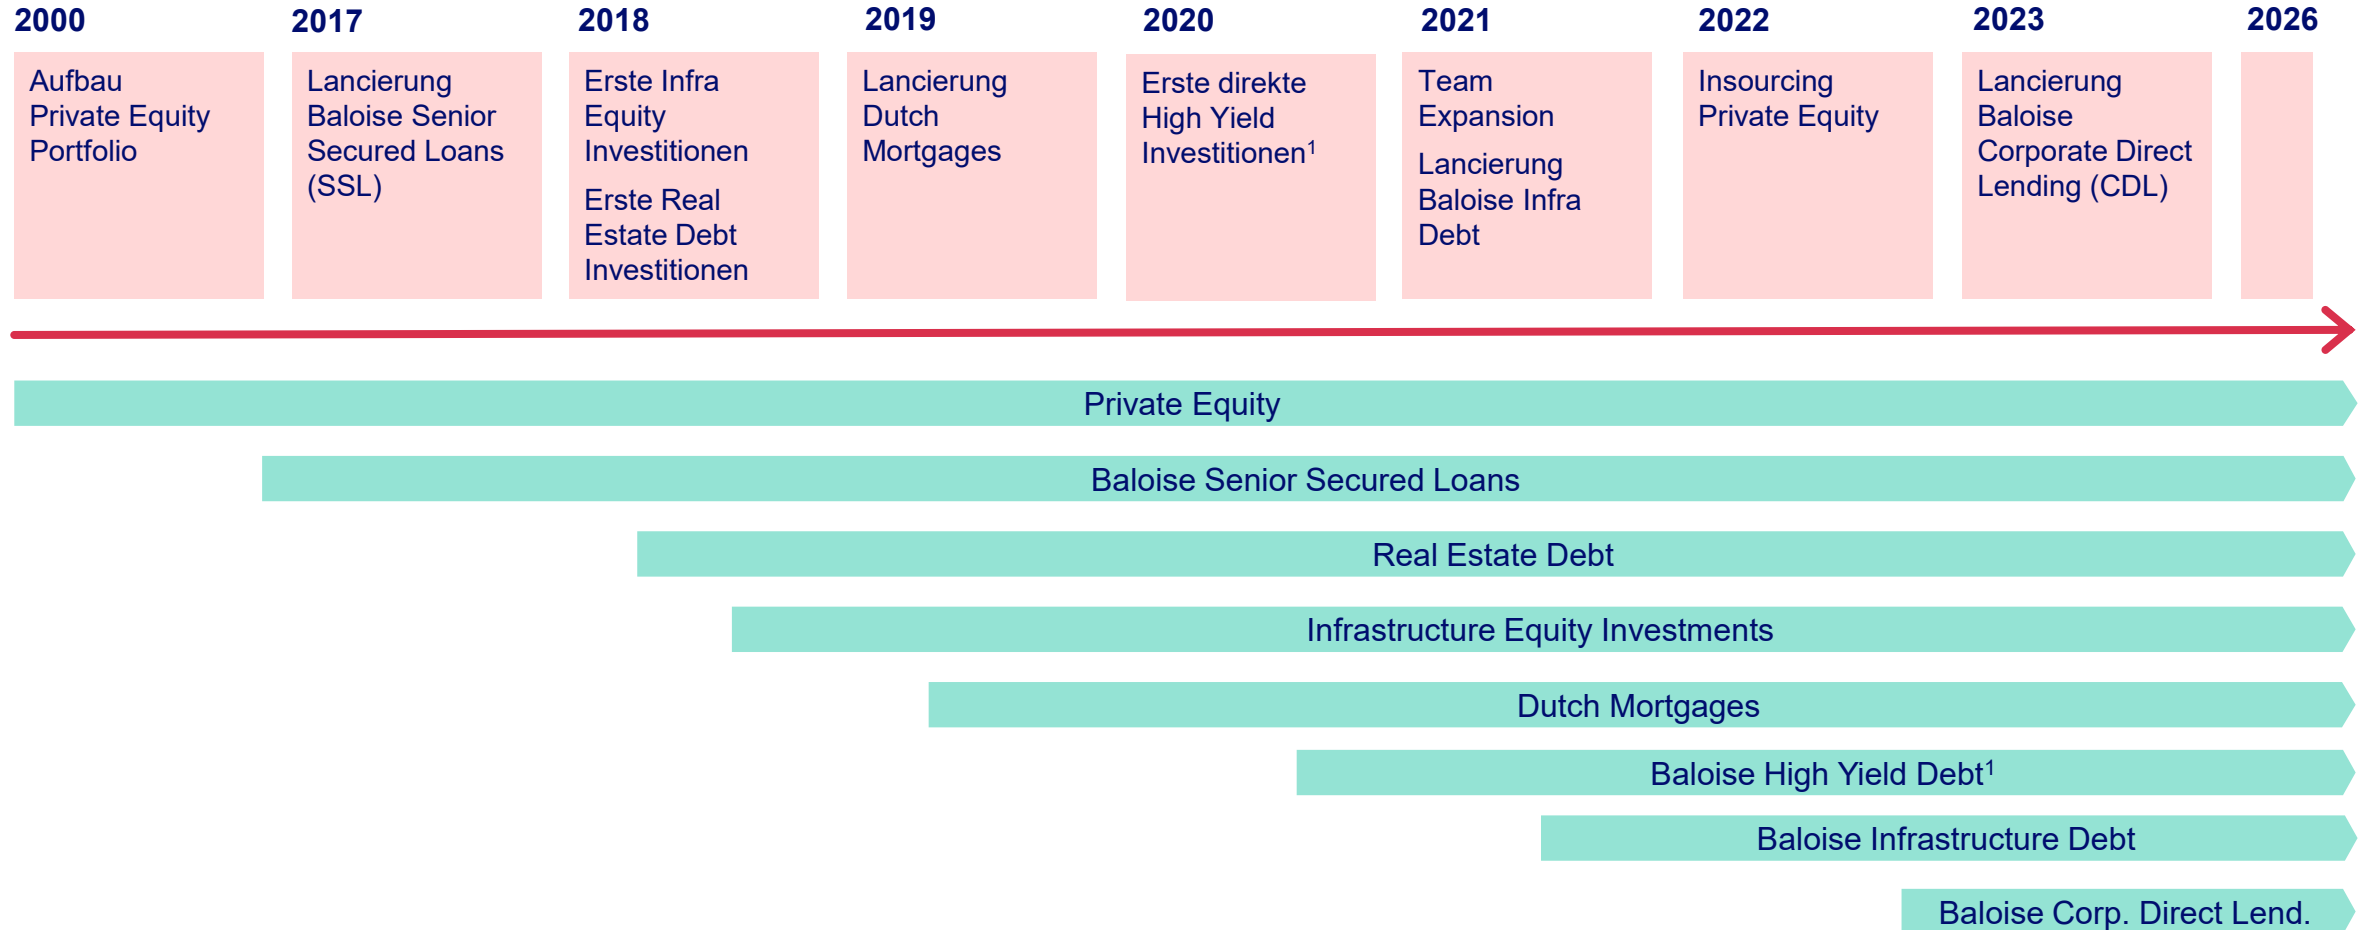 2000
Aufbau
Private Equity
Portfolio
2017
Lancierung
Baloise Senior
Secured Loans
(SSL)
2018
Erste Infra
Equity
Investitionen
Erste Real
Estate Debt
Investitionen
2019
Lancierung
Dutch
Mortgages
2020
Erste direkte
High Yield
Investitionen¹
2021
Team
Expansion
Lancierung
Baloise Infra
Debt
2022
Insourcing
Private Equity
2023
Lancierung
Baloise
Corporate Direct
Lending (CDL)
2026
Private Equity
Baloise Senior Secured Loans
Real Estate Debt
Infrastructure Equity Investments
Dutch Mortgages
Baloise High Yield Debt¹
Baloise Infrastructure Debt
Baloise Corp. Direct Lend.